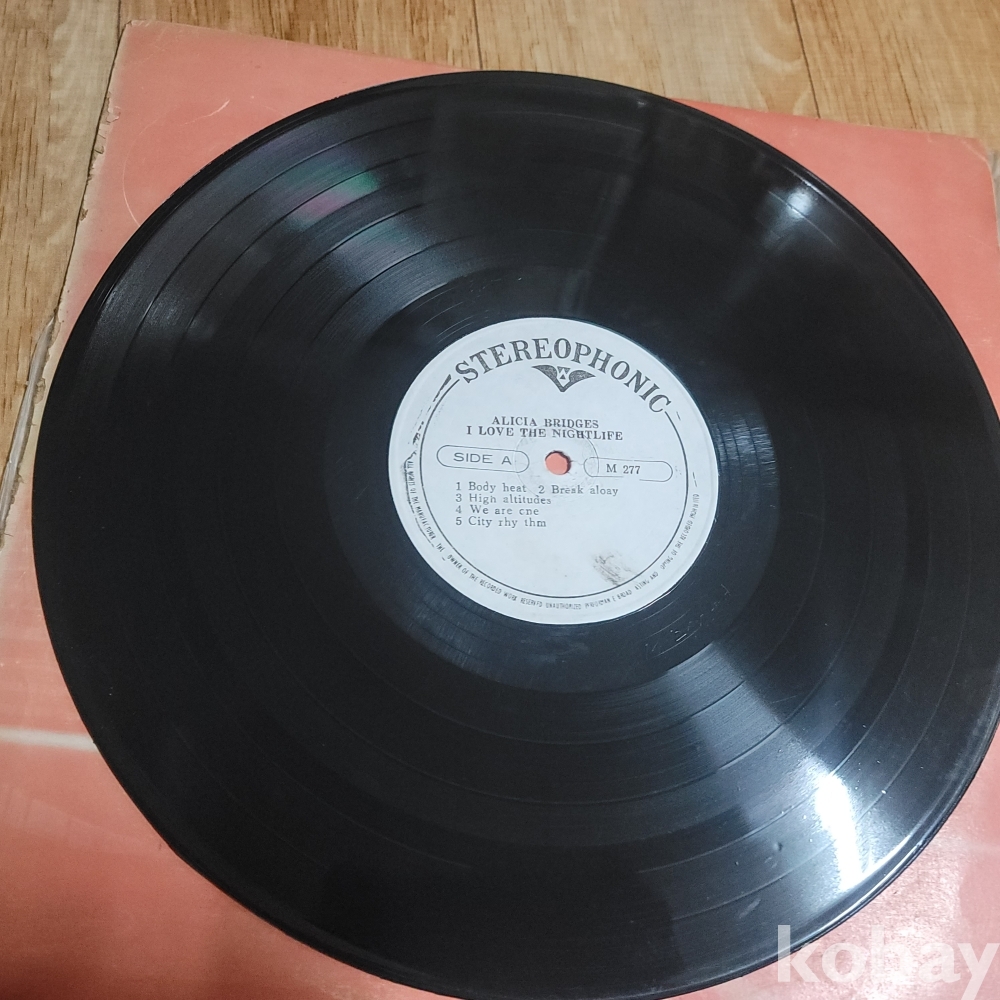 STEREOPHONIC
W
A
ALICIA BRIDGES
I LOVE THE NIGHTLIFE
SIDE A
M 277
1 Body heat 2 Break aloay
3 High altitudes
4 We are one
5 City rhy thm
kobay